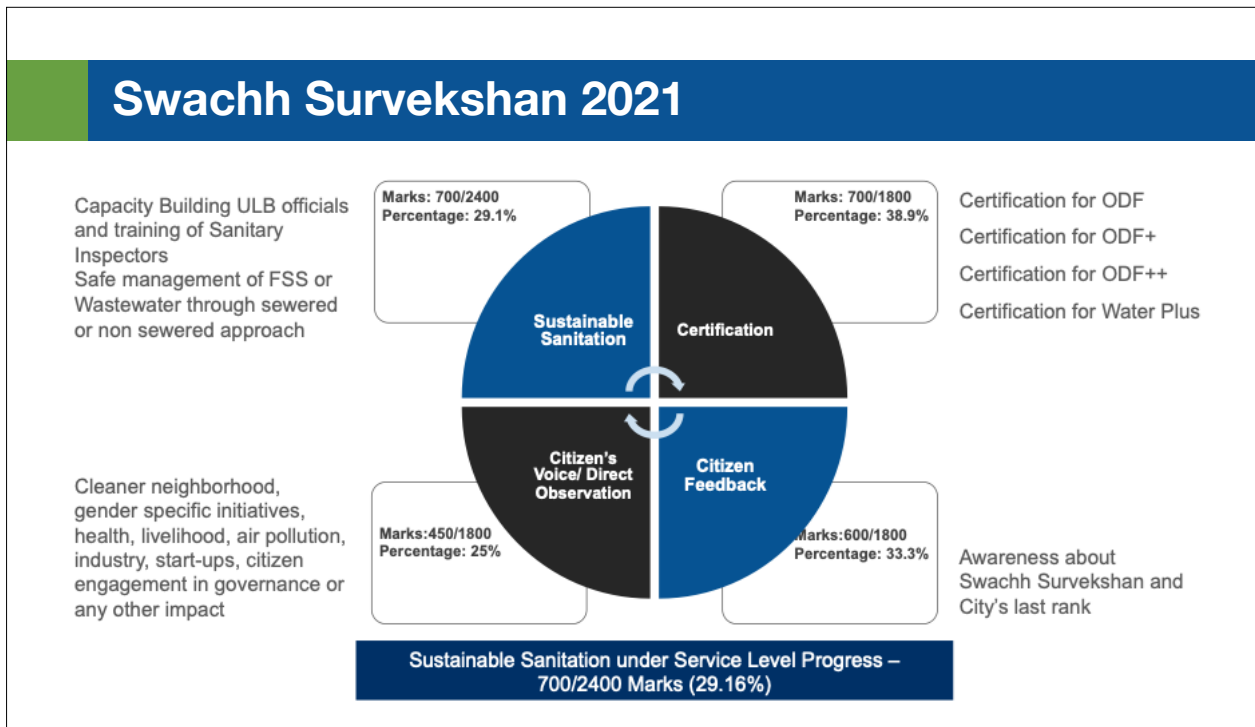 Swachh Survekshan 2021
Capacity Building ULB officials
and training of Sanitary
Inspectors
Safe management of FSS or
Wastewater through sewered
or non sewered approach
Marks: 700/2400
Percentage: 29.1%
Sustainable
Sanitation
Marks: 700/1800
Percentage: 38.9%
Certification
Certification for ODF
Certification for ODF+
Certification for ODF++
Certification for Water Plus
Cleaner neighborhood,
gender specific initiatives,
health, livelihood, air pollution,
industry, start-ups, citizen
engagement in governance or
any other impact
Marks:450/1800
Percentage: 25%
Citizen's
Voice/ Direct
Observation
Citizen
Feedback
Marks:600/1800
Percentage: 33.3%
Awareness about
Swachh Survekshan and
City's last rank
Sustainable Sanitation under Service Level Progress –
700/2400 Marks (29.16%)